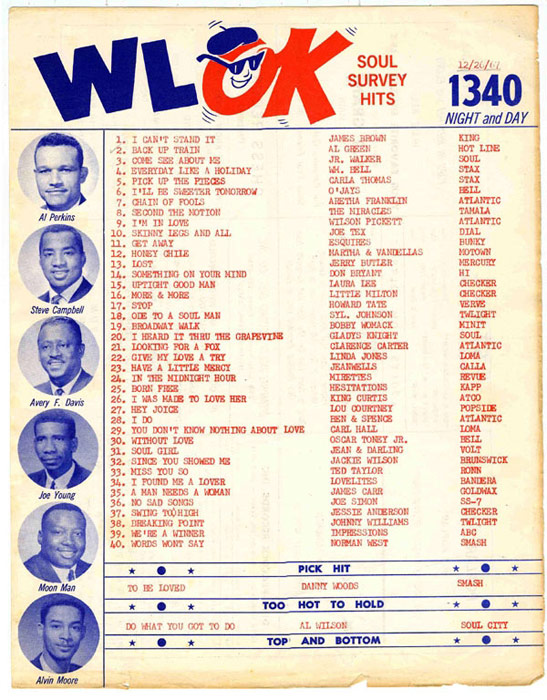 WLOK
SOUL
SURVEY
HITS
12/26/67
1340
NIGHT and DAY
1. I CAN'T STAND IT JAMES BROWN KING
2. BACK UP TRAIN AL GREEN HOT LINE
3. COME SEE ABOUT ME JR. WALKER SOUL
4. EVERYDAY LIKE A HOLIDAY WM. BELL STAX
5. PICK UP THE PIECES CARLA THOMAS STAX
6. I'LL BE SWEETER TOMORROW O'JAYS BELL
7. CHAIN OF FOOLS ARETHA FRANKLIN ATLANTIC
8. SECOND THE MOTION THE MIRACLES TAMALA
9. I'M IN LOVE WILSON PICKETT ATLANTIC
10. SKINNY LEGS AND ALL JOE TEX DIAL
11. GET AWAY ESQUIRES BUNKY
12. HONEY CHILE MARTHA & VANDELLAS MOTOWN
13. LOST JERRY BUTLER MERCURY
14. SOMETHING ON YOUR MIND DON BRYANT HI
15. UPTIGHT GOOD MAN LAURA LEE CHECKER
16. MORE & MORE LITTLE MILTON CHECKER
17. STOP HOWARD TATE VERVE
18. ODE TO A SOUL MAN SYL. JOHNSON TWLIGHT
19. BROADWAY WALK BOBBY WOMACK MINIT
20. I HEARD IT THRU THE GRAPEVINE GLADYS KNIGHT SOUL
21. LOOKING FOR A FOX CLARENCE CARTER ATLANTIC
22. GIVE MY LOVE A TRY LINDA JONES LOMA
23. HAVE A LITTLE MERCY JEANWELLS CALLA
24. IN THE MIDNIGHT HOUR MIRETTES REVUE
25. BORN FREE HESITATIONS KAPP
26. I WAS MADE TO LOVE HER KING CURTIS ATCO
27. HEY JOICE LOU COURTNEY POPSIDE
28. I DO BEN & SPENCE ATLANTIC
29. YOU DON'T KNOW NOTHING ABOUT LOVE CARL HALL LOMA
30. WITHOUT LOVE OSCAR TONEY JR. BELL
31. SOUL GIRL JEAN & DARLING VOLT
32. SINCE YOU SHOWED ME JACKIE WILSON BRUNSWICK
33. MISS YOU SO TED TAYLOR RONN
34. I FOUND ME A LOVER LOVELITES BANDERA
35. A MAN NEEDS A WOMAN JAMES CARR GOLDWAX
36. NO SAD SONGS JOE SIMON SS-7
37. SWING TO HIGH JESSIE ANDERSON CHECKER
38. BREAKING POINT JOHNNY WILLIAMS TWLIGHT
39. WE'RE A WINNER IMPRESSIONS ABC
40. WORDS WONT SAY NORMAN WEST SMASH
PICK HIT
TO BE LOVED DANNY WOODS SMASH
TOO HOT TO HOLD
DO WHAT YOU GOT TO DO AL WILSON SOUL CITY
TOP AND BOTTOM
Al Perkins
Steve Campbell
Avery F. Davis
Joe Young
Moon Man
Alvin Moore